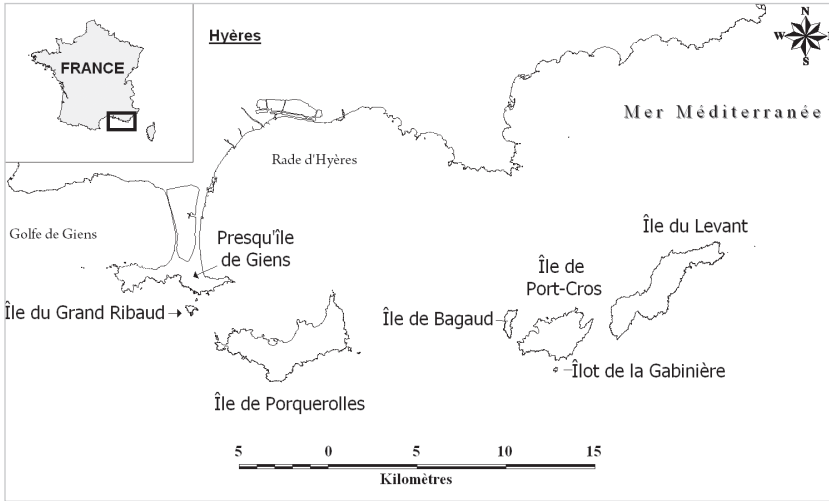 FRANCE
Hyères
N
W
E
S
Mer Méditerranée
Rade d'Hyères
Golfe de Giens
Presqu'île
de Giens
Île du Levant
Île de
Port-Cros
Île du Grand Ribaud
Île de Bagaud
Îlot de la Gabinière
Île de Porquerolles
5 0 5 10 15
Kilomètres